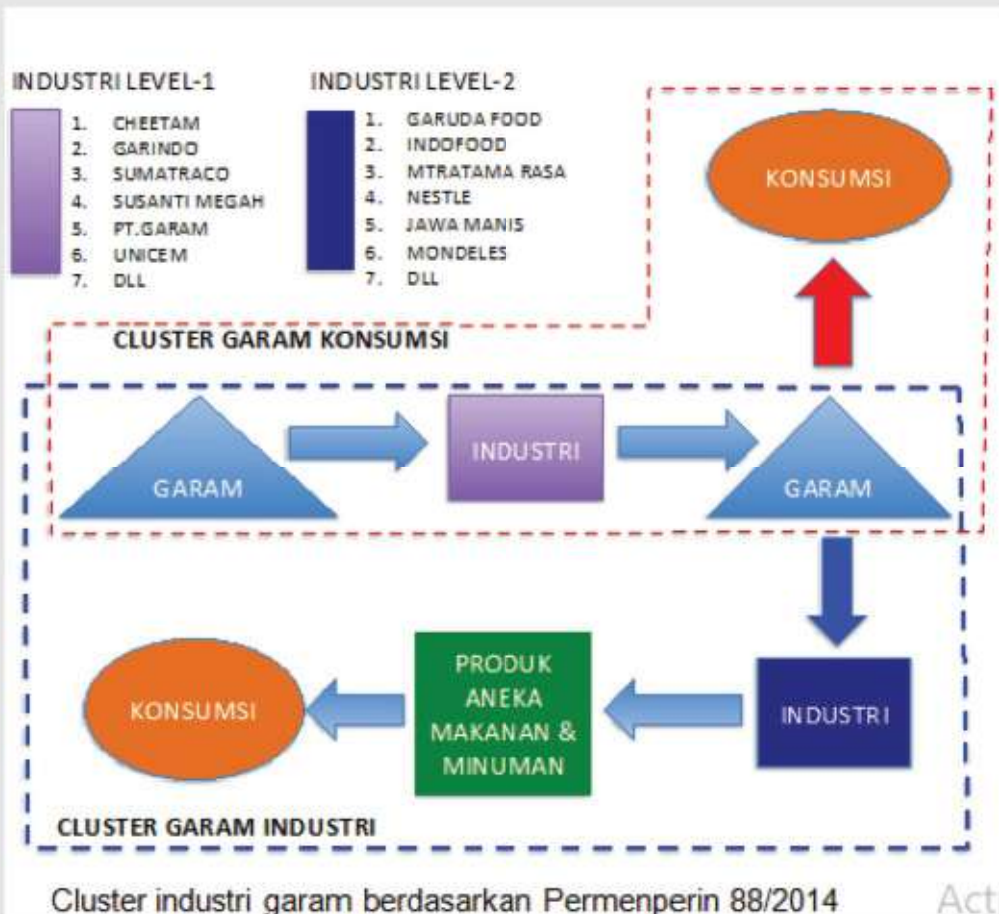 INDUSTRI LEVEL-1
1. CHEETAM
2. GARINDO
3. SUMATRACO
4. SUSANTI MEGAH
5. PT.GARAM
6. UNICEM
7. DLL
INDUSTRI LEVEL-2
1. GARUDA FOOD
2. INDOFOOD
3. MTRATAMA RASA
4. NESTLE
5. JAWA MANIS
6. MONDELES
7. DLL
KONSUMSI
CLUSTER GARAM KONSUMSI
GARAM
INDUSTRI
GARAM
KONSUMSI
PRODUK
ANEKA
MAKANAN &
MINUMAN
INDUSTRI
CLUSTER GARAM INDUSTRI
Cluster industri garam berdasarkan Permenperin 88/2014
Act